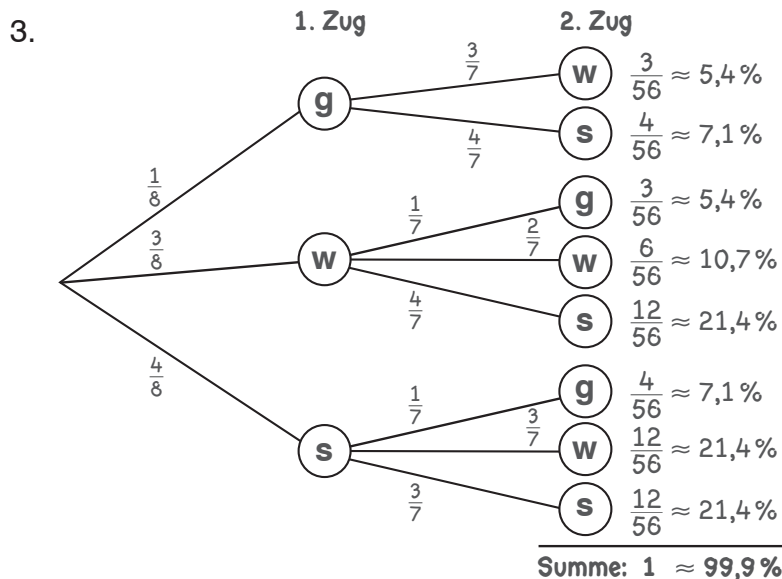 3.
1. Zug 2. Zug
3/7 w 3/56 ≈ 5,4 %
g
4/7 s 4/56 ≈ 7,1 %
1/8
1/7 g 3/56 ≈ 5,4 %
3/8 w 2/7 w 6/56 ≈ 10,7 %
4/7 s 12/56 ≈ 21,4 %
4/8
1/7 g 4/56 ≈ 7,1 %
s 3/7 w 12/56 ≈ 21,4 %
3/7 s 12/56 ≈ 21,4 %
Summe: 1 ≈ 99,9 %